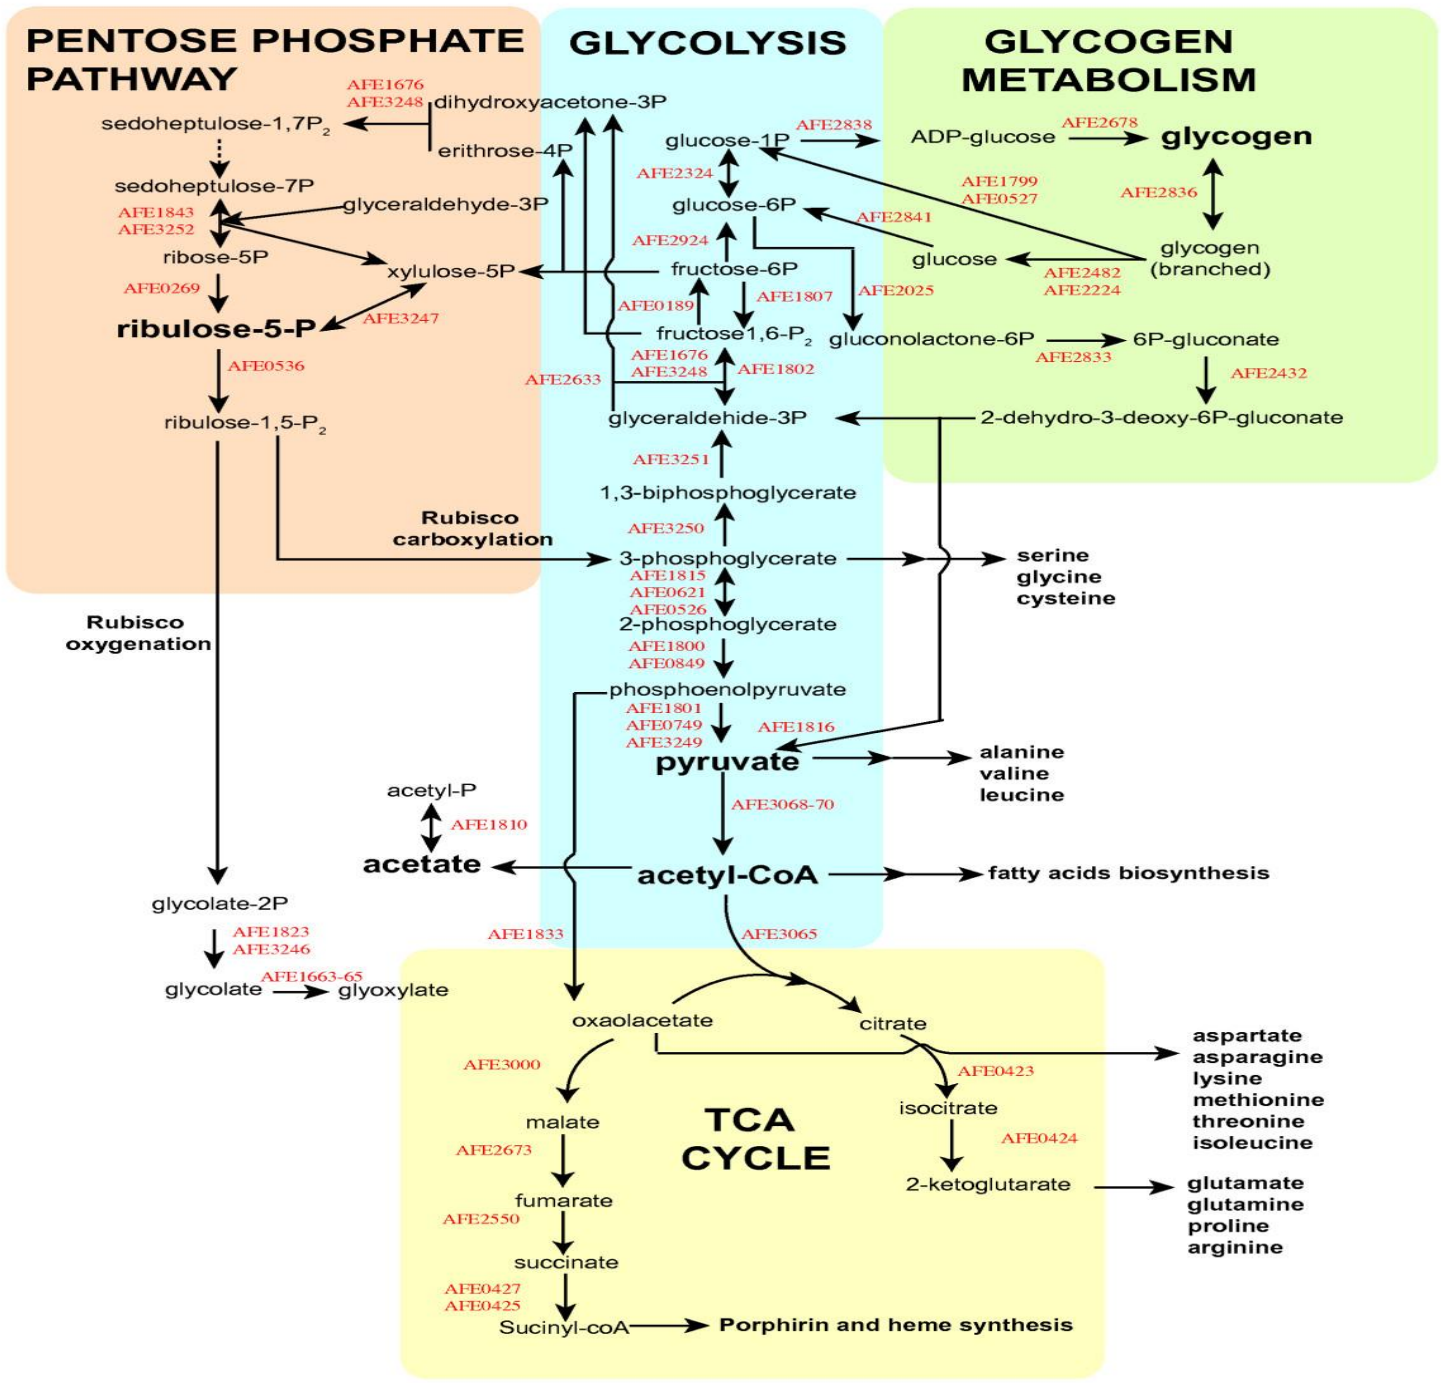 PENTOSE PHOSPHATE
PATHWAY
AFE1676
AFE3248
dihydroxyacetone-3P
sedoheptulose-1,7P2
erithrose-4P
sedoheptulose-7P
AFE1843
AFE3252
glyceraldehyde-3P
ribose-5P
xylulose-5P
AFE0269
ribulose-5-P
AFE3247
AFE0536
ribulose-1,5-P2
Rubisco
carboxylation
Rubisco
oxygenation
GLYCOLYSIS
glucose-1P
AFE2838
AFE2324
glucose-6P
AFE2841
AFE2924
fructose-6P
AFE0189
AFE1807
AFE2025
fructose1,6-P2
AFE1676
AFE3248
AFE1802
AFE2633
glyceraldehide-3P
AFE3251
1,3-biphosphoglycerate
AFE3250
3-phosphoglycerate
AFE1815
AFE0621
AFE0526
2-phosphoglycerate
AFE1800
AFE0849
phosphoenolpyruvate
AFE1801
AFE0749
AFE3249
AFE1816
pyruvate
AFE3068-70
acetyl-CoA
GLYCOGEN
METABOLISM
ADP-glucose
AFE2678
glycogen
AFE1799
AFE0527
AFE2836
glucose
glycogen
(branched)
AFE2482
AFE2224
gluconolactone-6P
AFE2833
6P-gluconate
AFE2432
2-dehydro-3-deoxy-6P-gluconate
serine
glycine
cysteine
alanine
valine
leucine
fatty acids biosynthesis
acetyl-P
AFE1810
acetate
glycolate-2P
AFE1823
AFE3246
AFE1663-65
glycolate
glyoxylate
AFE1833
AFE3065
oxaolacetate
citrate
AFE3000
AFE0423
malate
isocitrate
TCA
CYCLE
AFE2673
AFE0424
fumarate
2-ketoglutarate
AFE2550
succinate
AFE0427
AFE0425
Sucinyl-coA
Porphirin and heme synthesis
aspartate
asparagine
lysine
methionine
threonine
isoleucine
glutamate
glutamine
proline
arginine